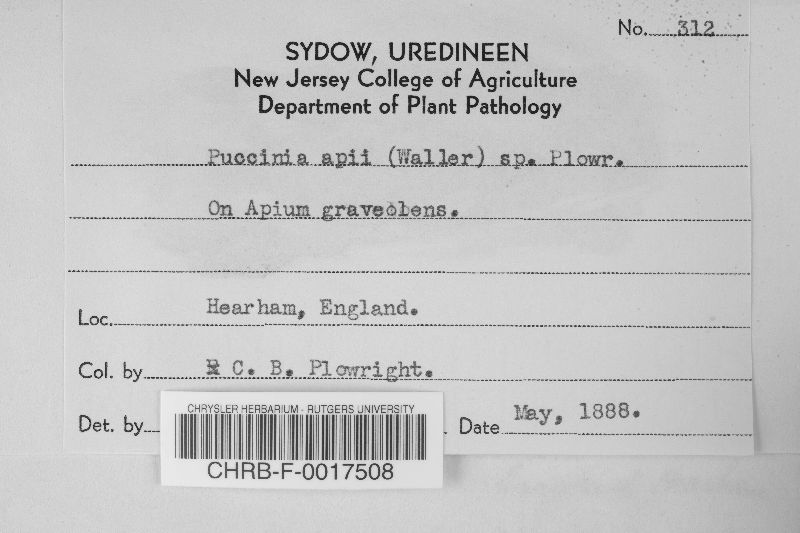 No. 312
SYDOW, UREDINEEN
New Jersey College of Agriculture
Department of Plant Pathology
Puccinia apii (Waller) sp. Plowr.
On Apium graveolens.
Loc. Hearham, England.
Col. by C. B. Plowright.
Det. by
Date May, 1888.
CHRYSLER HERBARIUM - RUTGERS UNIVERSITY
CHRB-F-0017508